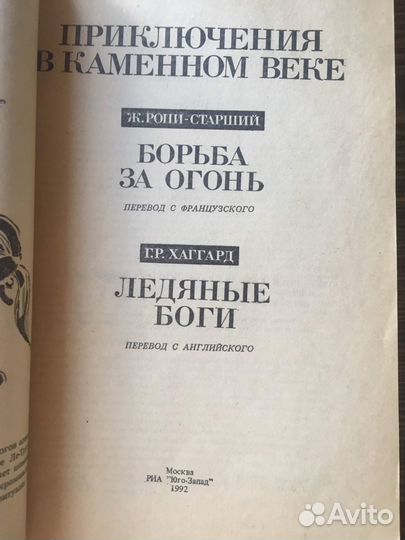 ПРИКЛЮЧЕНИЯ
В КАМЕННОМ ВЕКЕ
Ж. РОНИ-СТАРШИЙ
БОРЬБА
ЗА ОГОНЬ
ПЕРЕВОД С ФРАНЦУЗСКОГО
Г.Р. ХАГГАРД
ЛЕДЯНЫЕ
БОГИ
ПЕРЕВОД С АНГЛИЙСКОГО
Москва
РИА "Юго-Запад"
1992
Avito